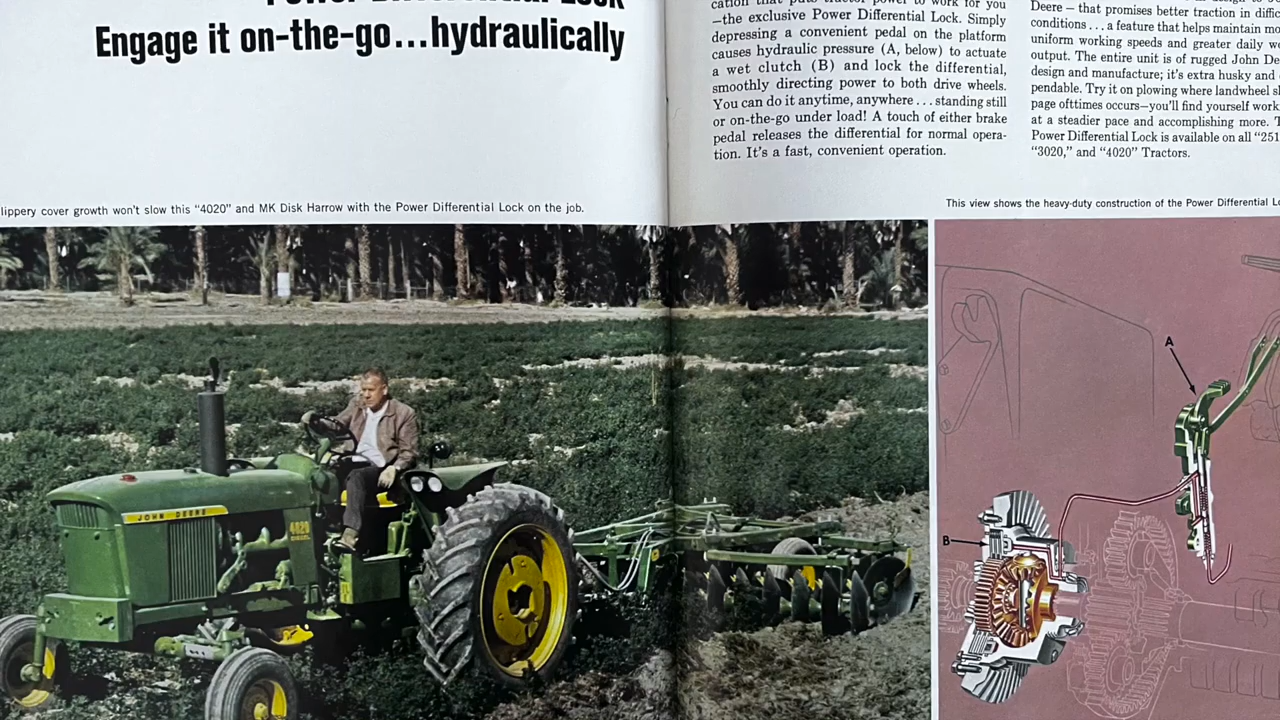 Engage it on-the-go...hydraulically
–the exclusive Power Differential Lock. Simply
depressing a convenient pedal on the platform
causes hydraulic pressure (A, below) to actuate
a wet clutch (B) and lock the differential,
smoothly directing power to both drive wheels.
You can do it anytime, anywhere...standing still
or on-the-go under load! A touch of either brake
pedal releases the differential for normal opera-
tion. It's a fast, convenient operation.
Deere – that promises better traction in
conditions...a feature that helps maintain
uniform working speeds and greater daily
output. The entire unit is of rugged John
design and manufacture; it's extra husky and
pendable. Try it on plowing where landwheel
page ofttimes occurs–you'll find yourself
at a steadier pace and accomplishing more.
Power Differential Lock is available on all
"3020," and "4020" Tractors.
lippery cover growth won't slow this "4020" and MK Disk Harrow with the Power Differential Lock on the job.
This view shows the heavy-duty construction of the Power Differential
A
JOHN DEERE
4020
DIESEL
B